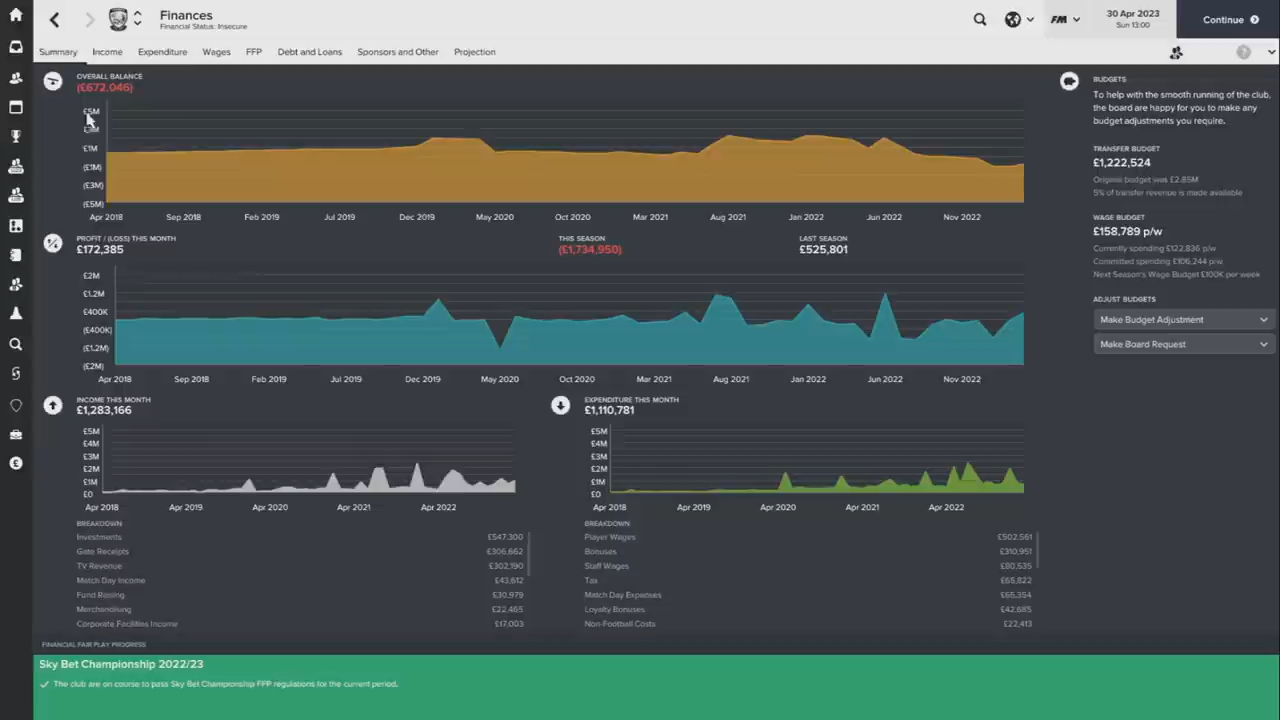 Finances
Financial Status: Insecure
FM
30 Apr 2023
Sun 13:00
Continue
Summary Income Expenditure Wages FFP Debt and Loans Sponsors and Other Projection
OVERALL BALANCE
(£672,046)
£5M
£3M
£1M
(£1M)
(£3M)
(£5M)
Apr 2018 Sep 2018 Feb 2019 Jul 2019 Dec 2019 May 2020 Oct 2020 Mar 2021 Aug 2021 Jan 2022 Jun 2022 Nov 2022
PROFIT / (LOSS) THIS MONTH
£172,385
THIS SEASON
(£1,734,950)
LAST SEASON
£525,801
£2M
£1.2M
£400K
(£400K)
(£1.2M)
(£2M)
Apr 2018 Sep 2018 Feb 2019 Jul 2019 Dec 2019 May 2020 Oct 2020 Mar 2021 Aug 2021 Jan 2022 Jun 2022 Nov 2022
INCOME THIS MONTH
£1,283,166
£5M
£4M
£3M
£2M
£1M
£0
Apr 2018 Apr 2019 Apr 2020 Apr 2021 Apr 2022
BREAKDOWN
Investments £547,300
Gate Receipts £306,662
TV Revenue £302,190
Match Day Income £43,612
Fund Raising £30,979
Merchandising £22,465
Corporate Facilities Income £17,003
EXPENDITURE THIS MONTH
£1,110,781
£5M
£4M
£3M
£2M
£1M
£0
Apr 2018 Apr 2019 Apr 2020 Apr 2021 Apr 2022
BREAKDOWN
Player Wages £502,561
Bonuses £310,951
Staff Wages £80,535
Tax £65,822
Match Day Expenses £65,354
Loyalty Bonuses £42,685
Non-Football Costs £22,413
BUDGETS
To help with the smooth running of the club,
the board are happy for you to make any
budget adjustments you require.
TRANSFER BUDGET
£1,222,524
Original budget was £2.85M
5% of transfer revenue is made available
WAGE BUDGET
£158,789 p/w
Currently spending £122,836 p/w
Committed spending £106,244 p/w
Next Season's Wage Budget £100K per week
ADJUST BUDGETS
Make Budget Adjustment
Make Board Request
FINANCIAL FAIR PLAY PROGRESS
Sky Bet Championship 2022/23
The club are on course to pass Sky Bet Championship FFP regulations for the current period.